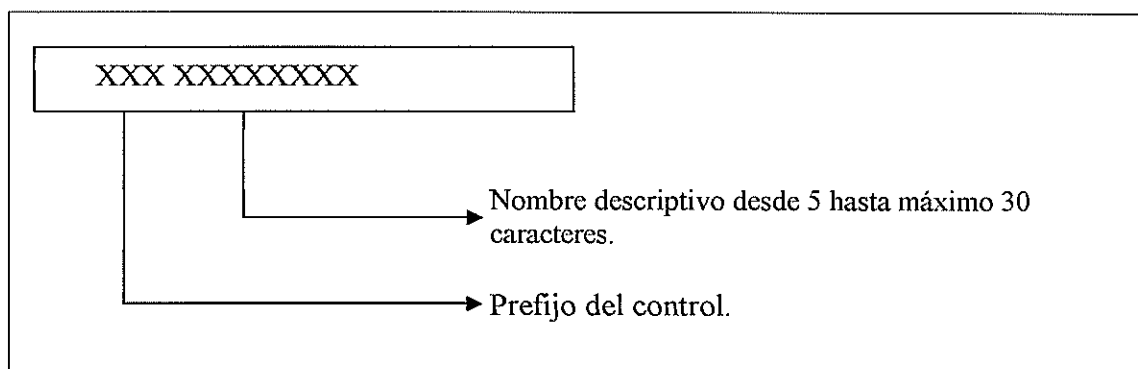 XXX XXXXXXXX
Nombre descriptivo desde 5 hasta máximo 30
caracteres.
Prefijo del control.